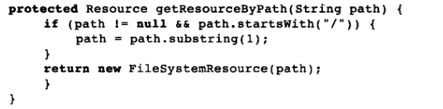 protected Resource getResourceByPath(String path) {
    if (path != null && path.startsWith("/")) {
        path = path.substring(1);
    }
    return new FileSystemResource(path);
    }
}